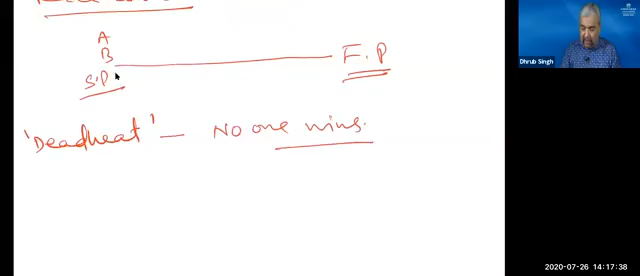 A
B
S.P
F.P
'Deadheat' — No one wins.
Dhrub Singh
2020-07-26 14:17:38